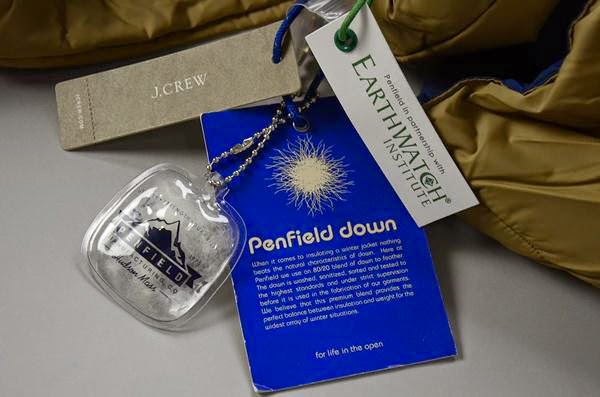 J.CREW
JCREW.COM
Penfield in partnership with
EARTHWATCH
INSTITUTE
Penfield down
When it comes to insulating a winter jacket nothing
beats the natural characteristics of down. Here at
Penfield we use an 80/20 blend of down to feather.
The down is washed, sanitized, sorted and tested to
the highest standards and under strict supervision
before it is used in the fabrication of our garments.
We believe that this premium blend provides the
perfect balance between insulation and weight for the
widest array of winter situations.
for life in the open
PENFIELD
Hudson Mass